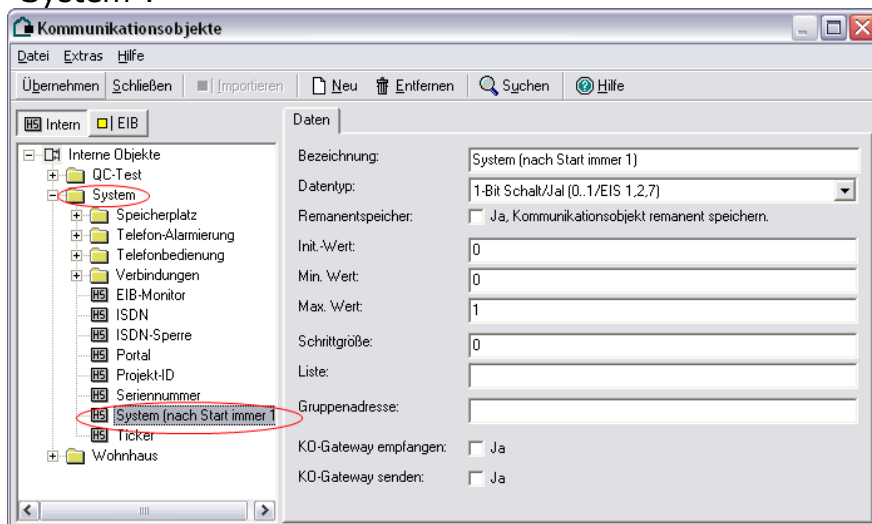 "System".
Kommunikationsobjekte
Datei Extras Hilfe
Übernehmen Schließen Importieren Neu Entfernen Suchen Hilfe
HS Intern EIB
Daten
Interne Objekte
QC-Test
System
Speicherplatz
Telefon-Alarmierung
Telefonbedienung
Verbindungen
HS EIB-Monitor
HS ISDN
HS ISDN-Sperre
HS Portal
HS Projekt-ID
HS Seriennummer
HS System (nach Start immer 1
HS Ticker
Wohnhaus
Bezeichnung: System (nach Start immer 1)
Datentyp: 1-Bit Schalt/Jal (0..1/EIS 1,2,7)
Remanentspeicher: Ja, Kommunikationsobjekt remanent speichern.
Init.-Wert: 0
Min. Wert: 0
Max. Wert: 1
Schrittgröße: 0
Liste:
Gruppenadresse:
KO-Gateway empfangen: Ja
KO-Gateway senden: Ja